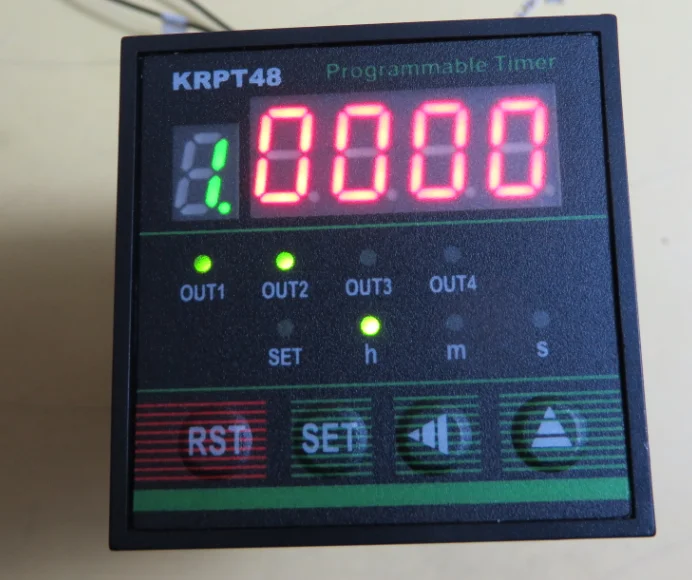 KRPT48 Programmable Timer
1. 0000
OUT1 OUT2 OUT3 OUT4
SET h m s
RST SET